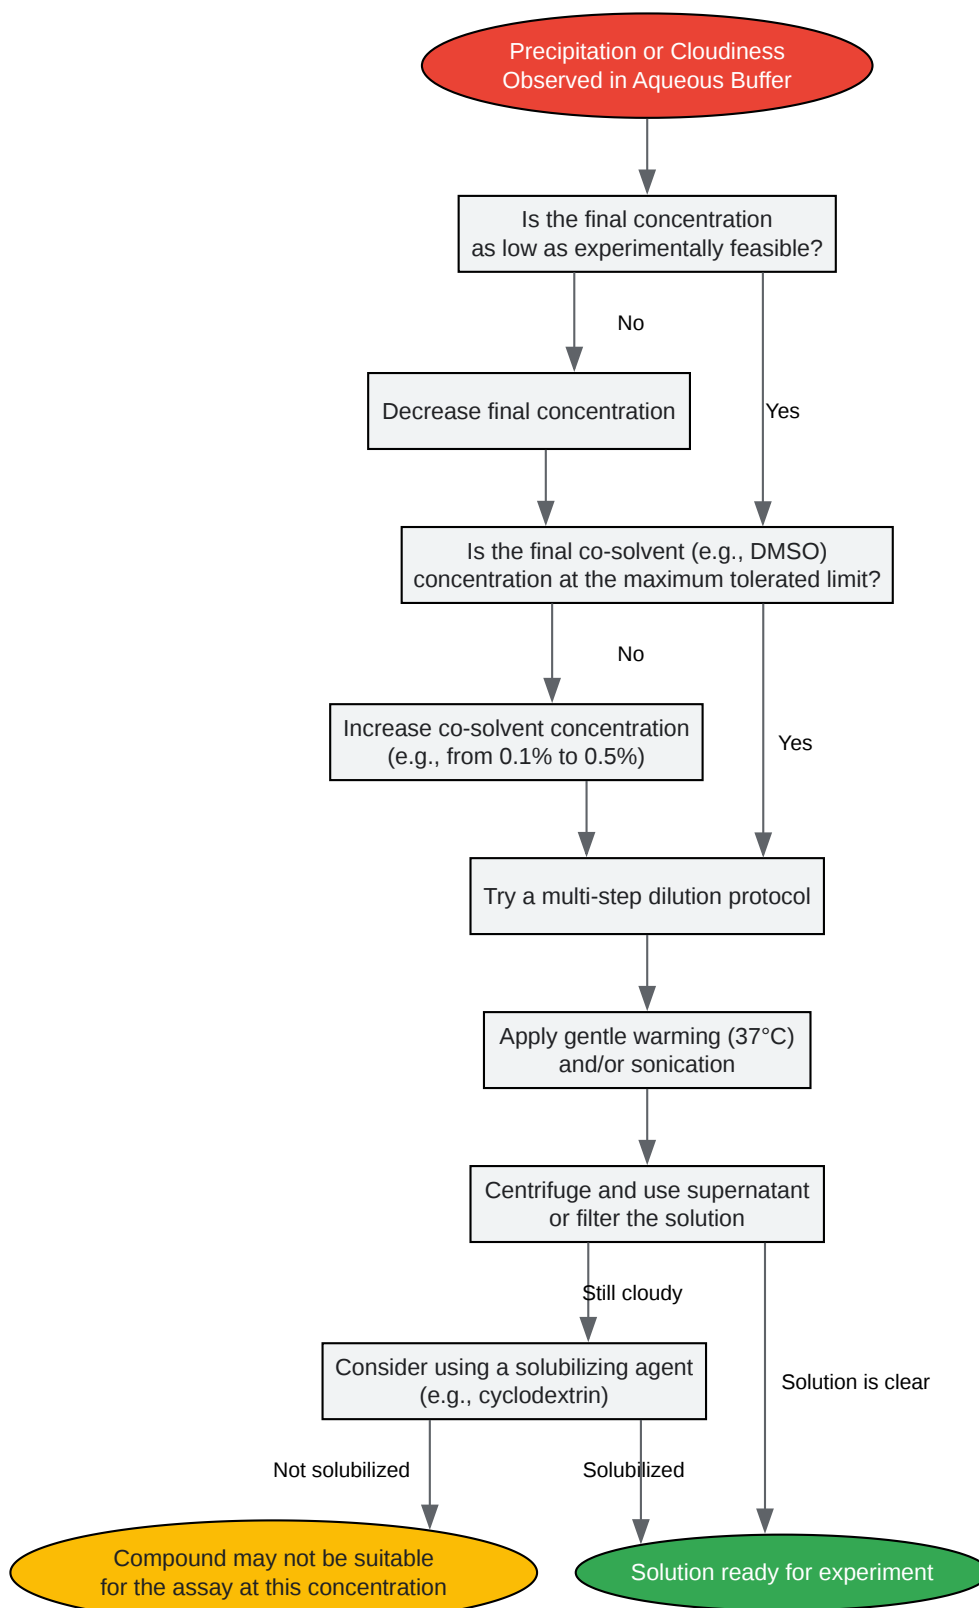 Precipitation or Cloudiness
Observed in Aqueous Buffer
Is the final concentration
as low as experimentally feasible?
No
Decrease final concentration
Yes
Is the final co-solvent (e.g., DMSO)
concentration at the maximum tolerated limit?
No
Increase co-solvent concentration
(e.g., from 0.1% to 0.5%)
Yes
Try a multi-step dilution protocol
Apply gentle warming (37°C)
and/or sonication
Centrifuge and use supernatant
or filter the solution
Still cloudy
Consider using a solubilizing agent
(e.g., cyclodextrin)
Solution is clear
Not solubilized
Solubilized
Compound may not be suitable
for the assay at this concentration
Solution ready for experiment